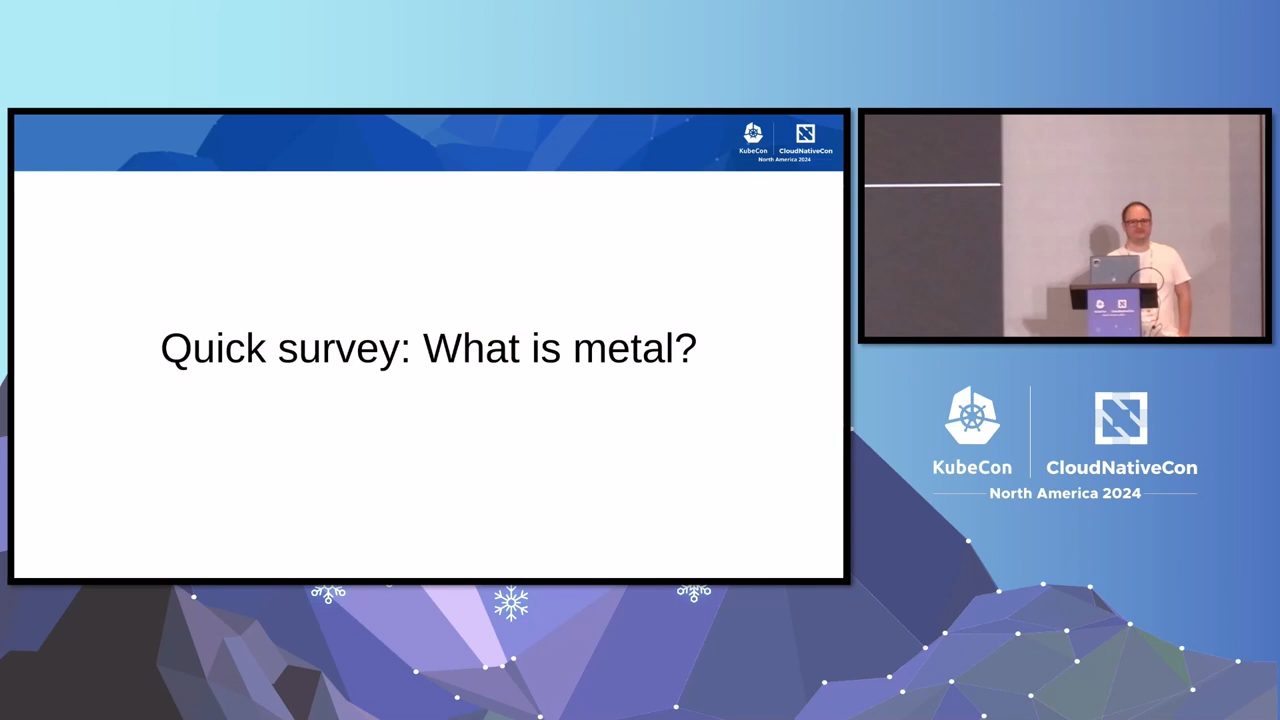 KubeCon
CloudNativeCon
North America 2024
Quick survey: What is metal?
KubeCon
CloudNativeCon
North America 2024